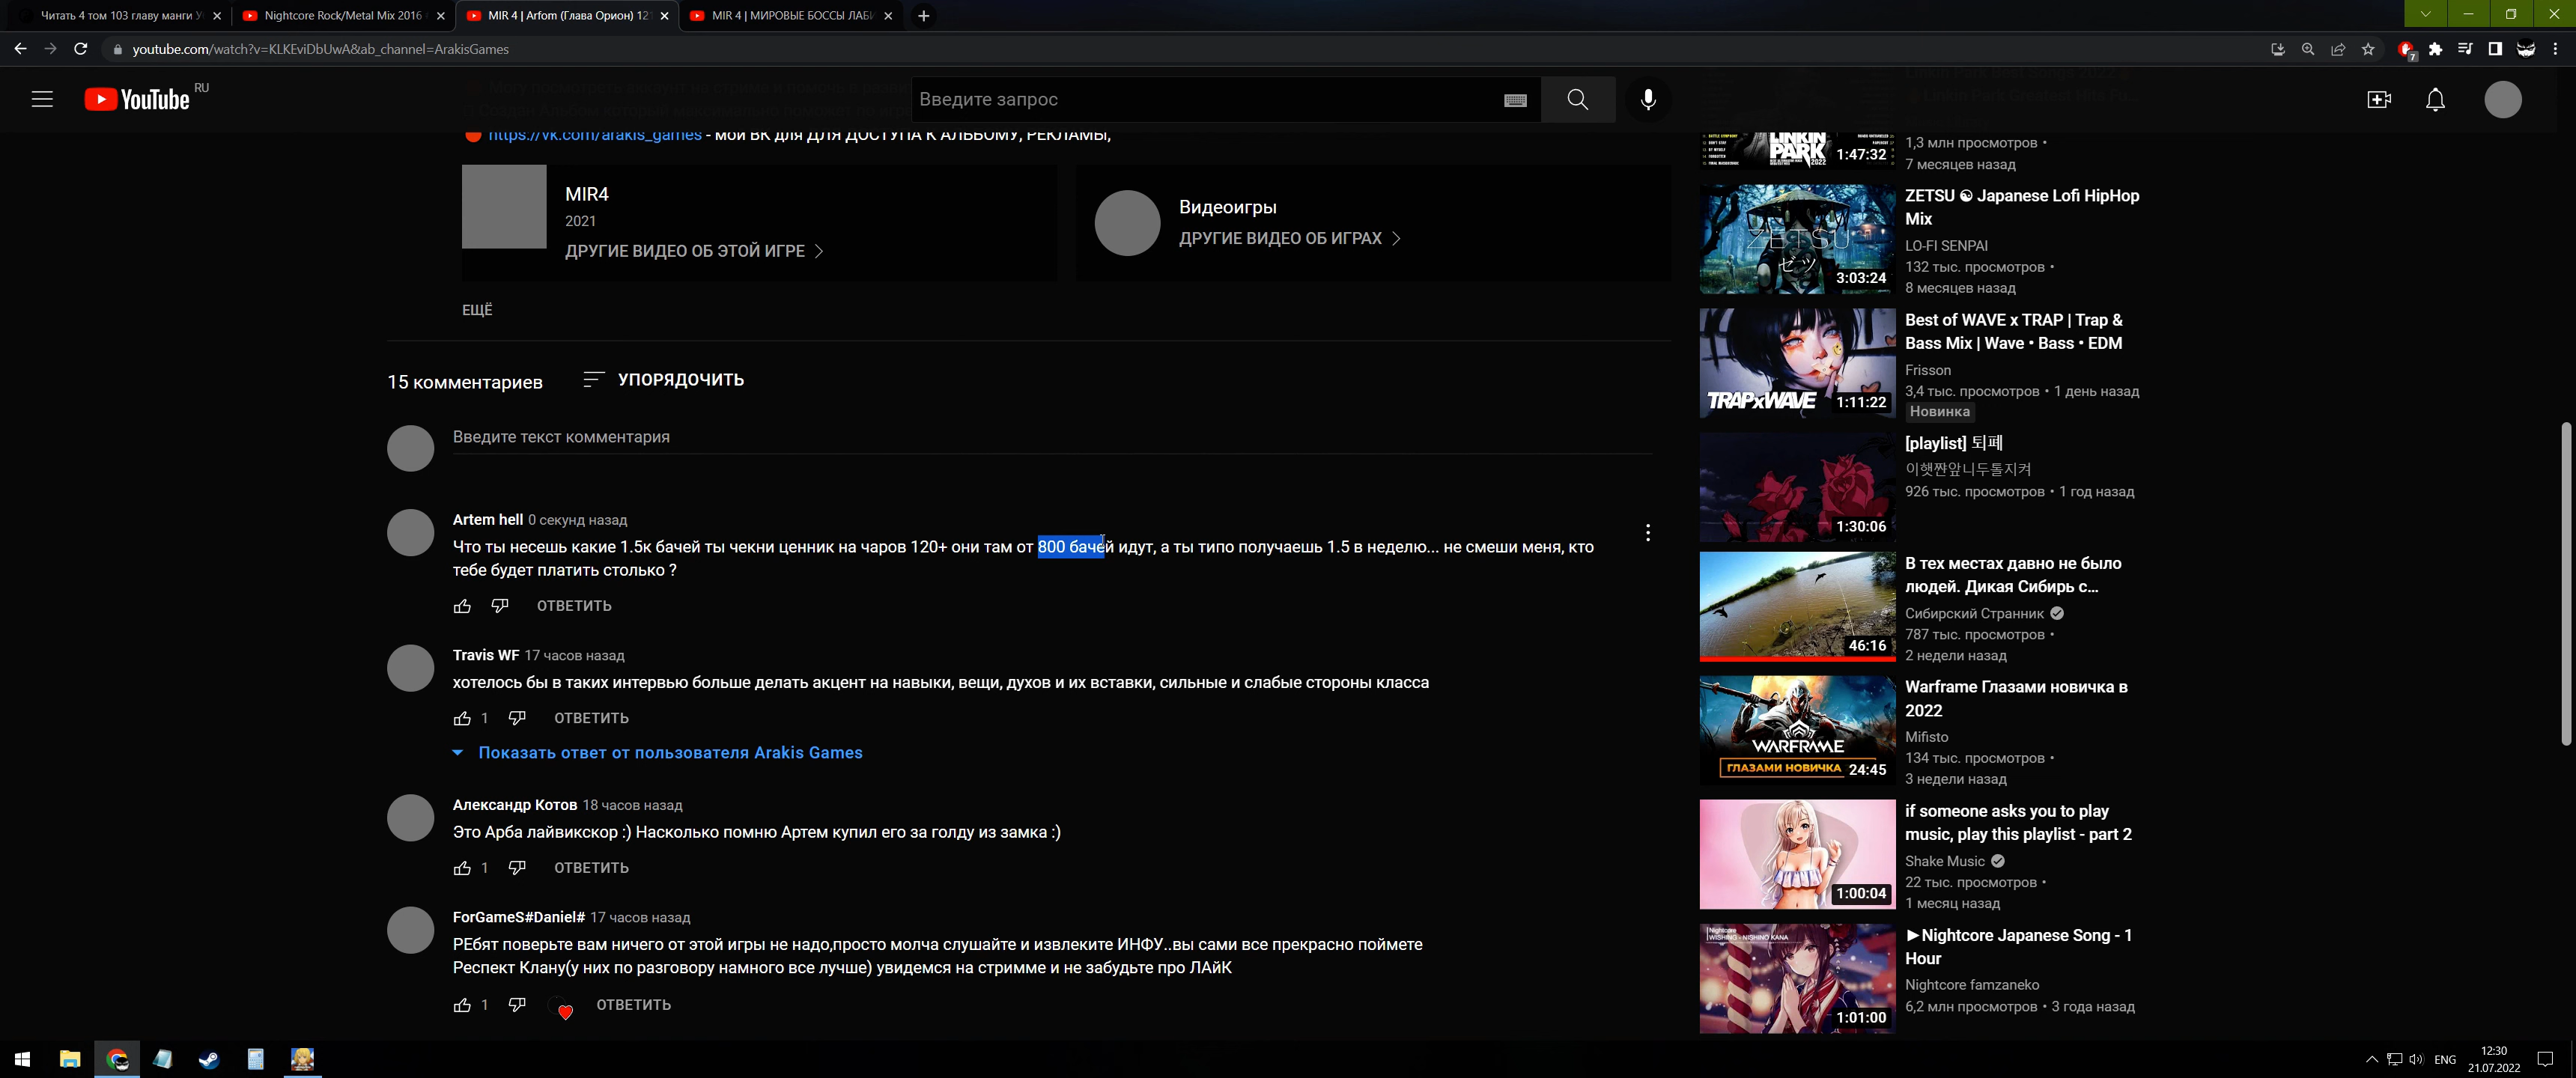 Читать 4 том 103 главу манги У
Nightcore Rock/Metal Mix 2016
MIR 4 | Arfom (Глава Орион) 121
MIR 4 | МИРОВЫЕ БОССЫ ЛАБИ
youtube.com/watch?v=KLKEviDbUwA&ab_channel=ArakisGames
7
YouTube RU
Введите запрос
https://vk.com/arakis_games - мой ВК для ДЛЯ ДОСТУПА К АЛЬБОМУ, РЕКЛАМЫ,
MIR4
2021
ДРУГИЕ ВИДЕО ОБ ЭТОЙ ИГРЕ
Видеоигры
ДРУГИЕ ВИДЕО ОБ ИГРАХ
ЕЩЁ
15 комментариев
УПОРЯДОЧИТЬ
Введите текст комментария
Artem hell 0 секунд назад
Что ты несешь какие 1.5к бачей ты чекни ценник на чаров 120+ они там от 800 бачей идут, а ты типо получаешь 1.5 в неделю... не смеши меня, кто
тебе будет платить столько ?
ОТВЕТИТЬ
Travis WF 17 часов назад
хотелось бы в таких интервью больше делать акцент на навыки, вещи, духов и их вставки, сильные и слабые стороны класса
1 ОТВЕТИТЬ
Показать ответ от пользователя Arakis Games
Александр Котов 18 часов назад
Это Арба лайвикскор :) Насколько помню Артем купил его за голду из замка :)
1 ОТВЕТИТЬ
ForGameS#Daniel# 17 часов назад
РЕбят поверьте вам ничего от этой игры не надо,просто молча слушайте и извлеките ИНФУ..вы сами все прекрасно поймете
Респект Клану(у них по разговору намного все лучше) увидемся на стримме и не забудьте про ЛАйК
1 ОТВЕТИТЬ
LINKIN
PARK
2022
1:47:32
1,3 млн просмотров •
7 месяцев назад
ZETSU
ゼツ
3:03:24
ZETSU ☯ Japanese Lofi HipHop
Mix
LO-FI SENPAI
132 тыс. просмотров •
8 месяцев назад
TRAPxWAVE
1:11:22
Best of WAVE x TRAP | Trap &
Bass Mix | Wave • Bass • EDM
Frisson
3,4 тыс. просмотров • 1 день назад
Новинка
1:30:06
[playlist] 퇴폐
이햇쨘앞니두톨지켜
926 тыс. просмотров • 1 год назад
46:16
В тех местах давно не было
людей. Дикая Сибирь с...
Сибирский Странник
787 тыс. просмотров •
2 недели назад
WARFRAME
ГЛАЗАМИ НОВИЧКА
24:45
Warframe Глазами новичка в
2022
Mifisto
134 тыс. просмотров •
3 недели назад
1:00:04
if someone asks you to play
music, play this playlist - part 2
Shake Music
22 тыс. просмотров •
1 месяц назад
Nightcore
WISHING - NISHINO KANA
1:01:00
►Nightcore Japanese Song - 1
Hour
Nightcore famzaneko
6,2 млн просмотров • 3 года назад
ENG
12:30
21.07.2022